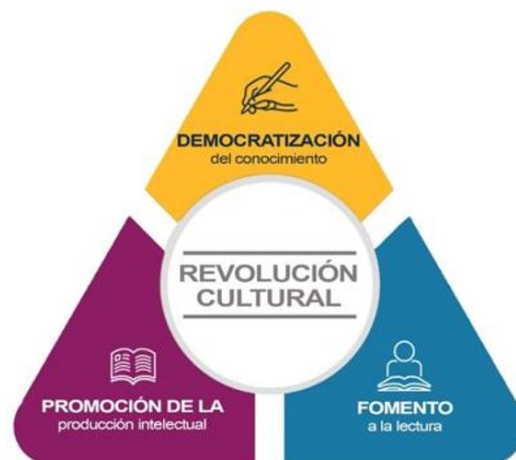 DEMOCRATIZACIÓN
del conocimiento
REVOLUCIÓN
CULTURAL
PROMOCIÓN DE LA
producción intelectual
FOMENTO
a la lectura